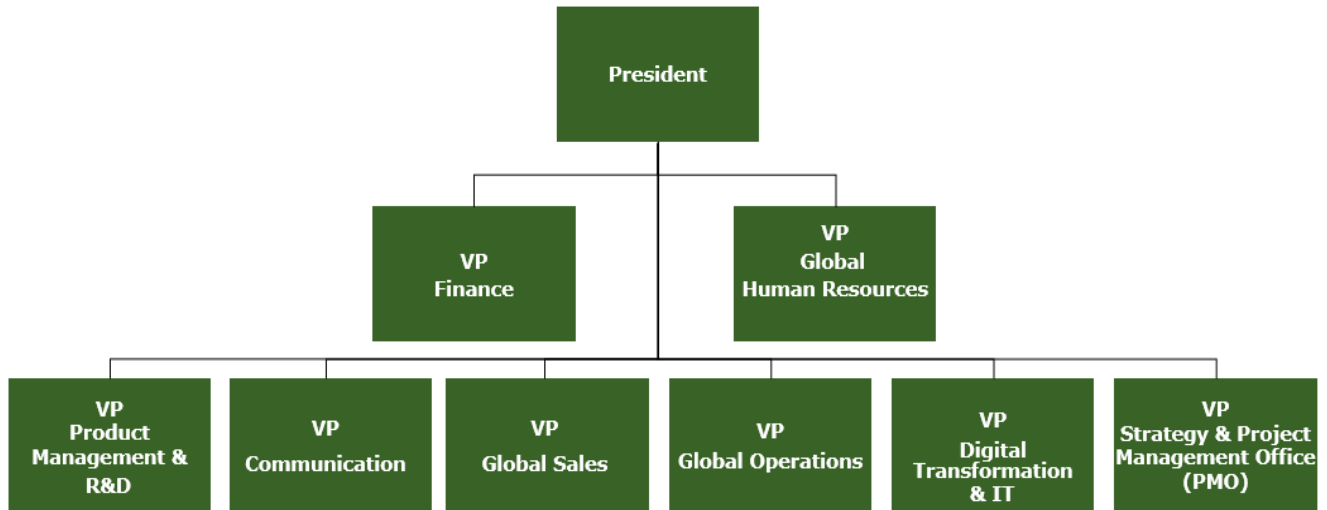 President
VP
Finance
VP
Global
Human Resources
VP
Product
Management &
R&D
VP
Communication
VP
Global Sales
VP
Global Operations
VP
Digital
Transformation
& IT
VP
Strategy & Project
Management Office
(PMO)